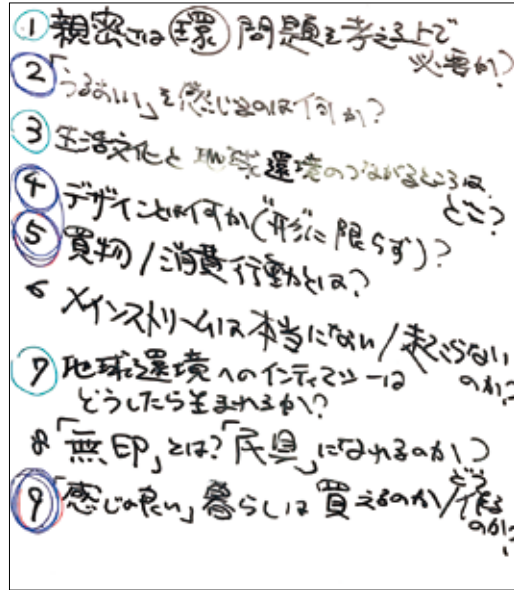 ① 親密さは環問題を考える上で
必要か?
② 「うるおい」を感じるのは何か?
③ 生活文化と地球環境のつながるところは
どこ?
④ デザインとは何か("形"に限らず)?
⑤ 買物/消費行動とは?
6 メインストリームは本当にない/起こらない
のか?
⑦ 地球環境へのインティマシーは
どうしたら生まれるか?
8 「無印」とは?「民具」になれるのか?
⑨ 「感じの良い」暮らしは買えるのか/どう作る
のか?